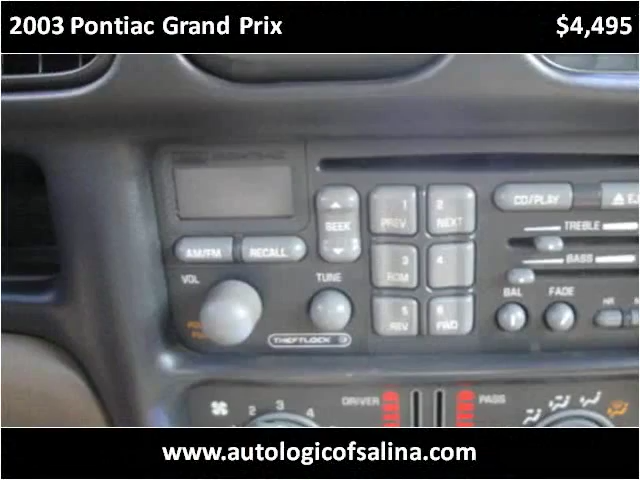 2003 Pontiac Grand Prix $4,495
1 PREV 2 NEXT CD/PLAY
SEEK TREBLE
AM/FM RECALL 3 4 BASS
VOL TUNE BAL FADE
5 REV 6 FWD
THEFTLOCK
DRIVER PASS
2 3 4
www.autologicofsalina.com